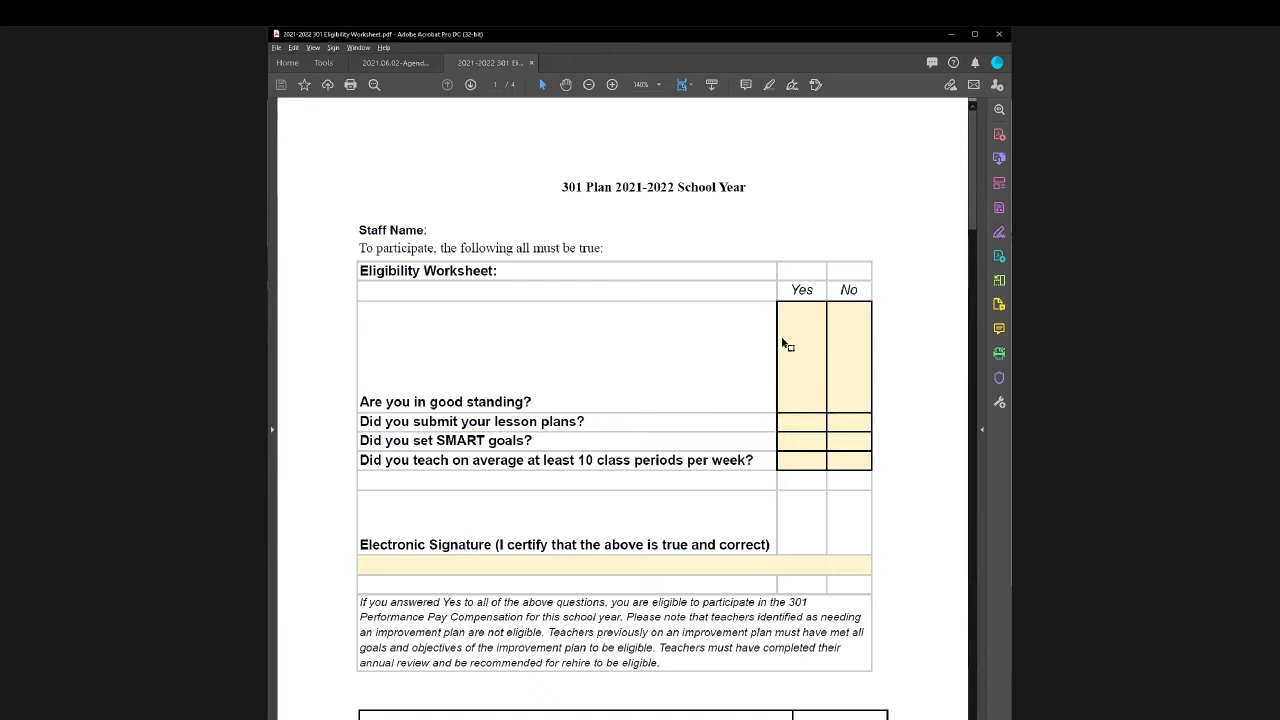 2021-2022 301 Eligibility Worksheet.pdf - Adobe Acrobat Pro DC (32-bit)
File Edit View Sign Window Help
Home Tools 2021.06.02-Agend... 2021-2022 301 Eli... ×
1 / 4 140%
301 Plan 2021-2022 School Year
Staff Name:
To participate, the following all must be true:
Eligibility Worksheet:
Yes No
Are you in good standing?
Did you submit your lesson plans?
Did you set SMART goals?
Did you teach on average at least 10 class periods per week?
Electronic Signature (I certify that the above is true and correct)
If you answered Yes to all of the above questions, you are eligible to participate in the 301
Performance Pay Compensation for this school year. Please note that teachers identified as needing
an improvement plan are not eligible. Teachers previously on an improvement plan must have met all
goals and objectives of the improvement plan to be eligible. Teachers must have completed their
annual review and be recommended for rehire to be eligible.